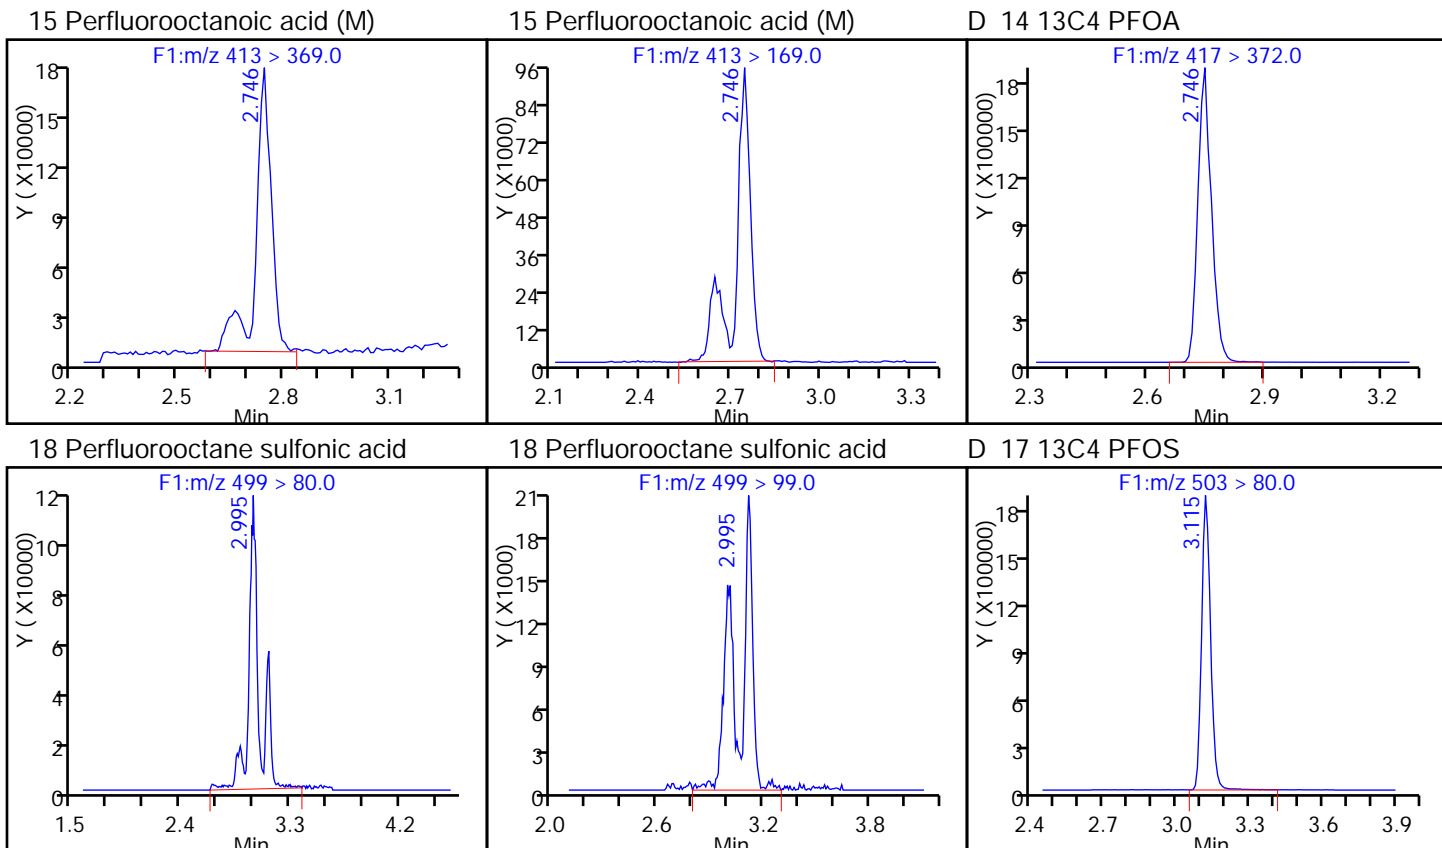 15 Perfluorooctanoic acid (M)
F1:m/z 413 > 369.0
2.746
Y ( X10000)
18
15
12
9
6
3
0
2.2 2.5 2.8 3.1
Min
15 Perfluorooctanoic acid (M)
F1:m/z 413 > 169.0
2.746
Y ( X1000)
96
84
72
60
48
36
24
12
0
2.1 2.4 2.7 3.0 3.3
Min
D 14 13C4 PFOA
F1:m/z 417 > 372.0
2.746
Y ( X100000)
18
15
12
9
6
3
0
2.3 2.6 2.9 3.2
Min
18 Perfluorooctane sulfonic acid
F1:m/z 499 > 80.0
2.995
Y ( X10000)
12
10
8
6
4
2
0
1.5 2.4 3.3 4.2
Min
18 Perfluorooctane sulfonic acid
F1:m/z 499 > 99.0
2.995
Y ( X1000)
21
18
15
12
9
6
3
0
2.0 2.6 3.2 3.8
Min
D 17 13C4 PFOS
F1:m/z 503 > 80.0
3.115
Y ( X100000)
18
15
12
9
6
3
0
2.4 2.7 3.0 3.3 3.6 3.9
Min